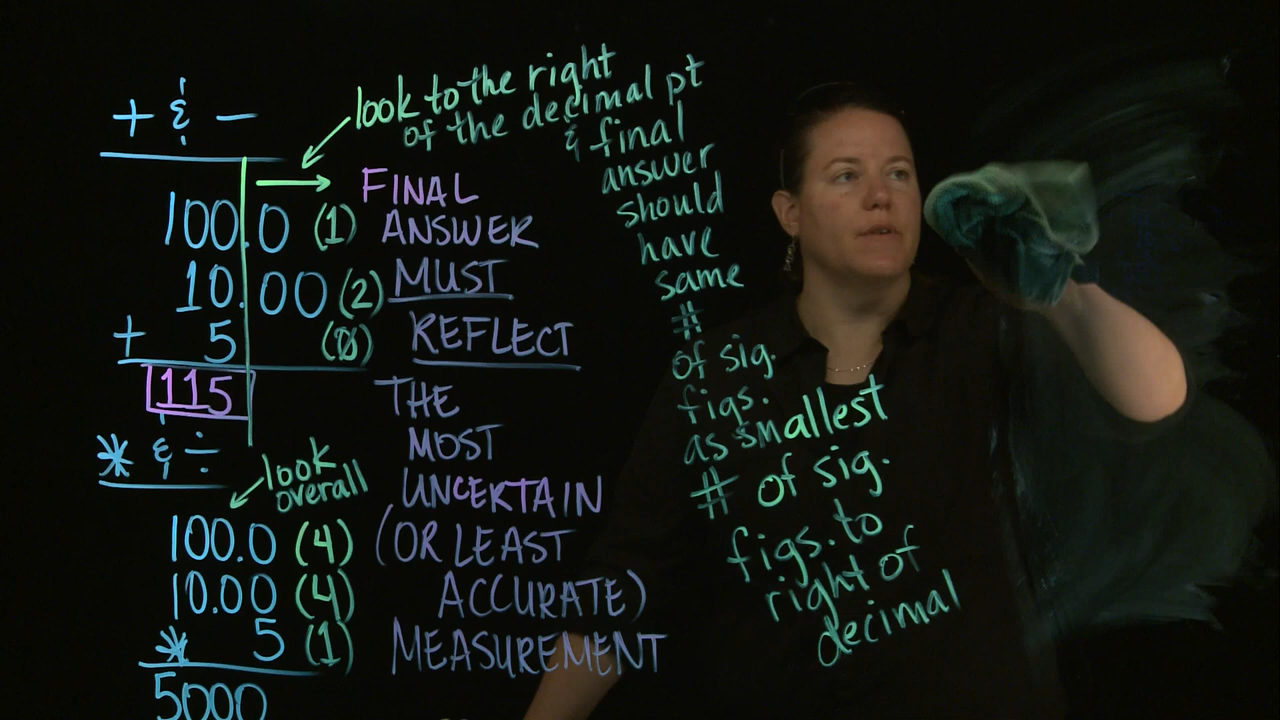 + & −
look to the right
of the decimal pt
& final
answer
should
have
same
#
of sig.
figs.
as smallest
# of sig.
figs. to
right of
decimal
100.0 (1)
10.00 (2)
+ 5 (0)
115
FINAL
ANSWER
MUST
REFLECT
THE
MOST
UNCERTAIN
(OR LEAST
ACCURATE)
MEASUREMENT
* & ÷
look
overall
100.0 (4)
10.00 (4)
* 5 (1)
5000